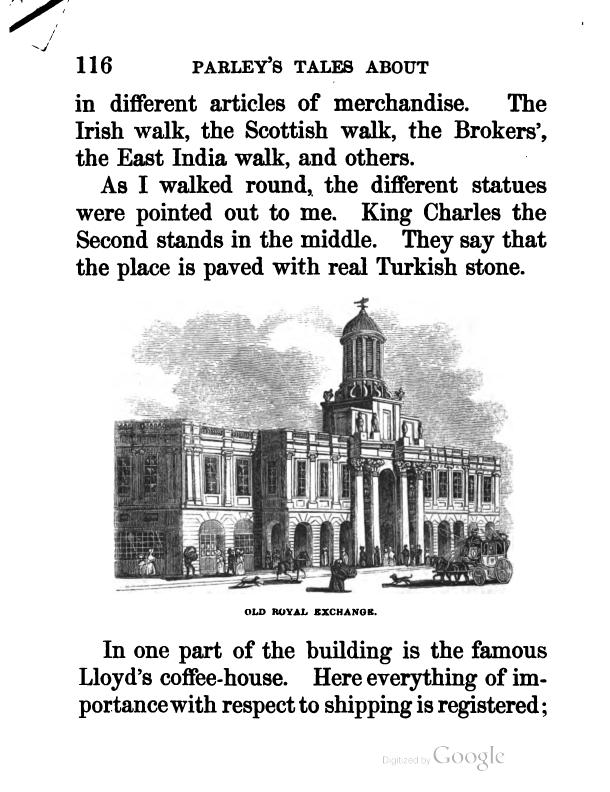 116 PARLEY'S TALES ABOUT
in different articles of merchandise. The
Irish walk, the Scottish walk, the Brokers',
the East India walk, and others.
As I walked round, the different statues
were pointed out to me. King Charles the
Second stands in the middle. They say that
the place is paved with real Turkish stone.
OLD ROYAL EXCHANGE.
In one part of the building is the famous
Lloyd's coffee-house. Here everything of im-
portance with respect to shipping is registered;
Digitized by Google